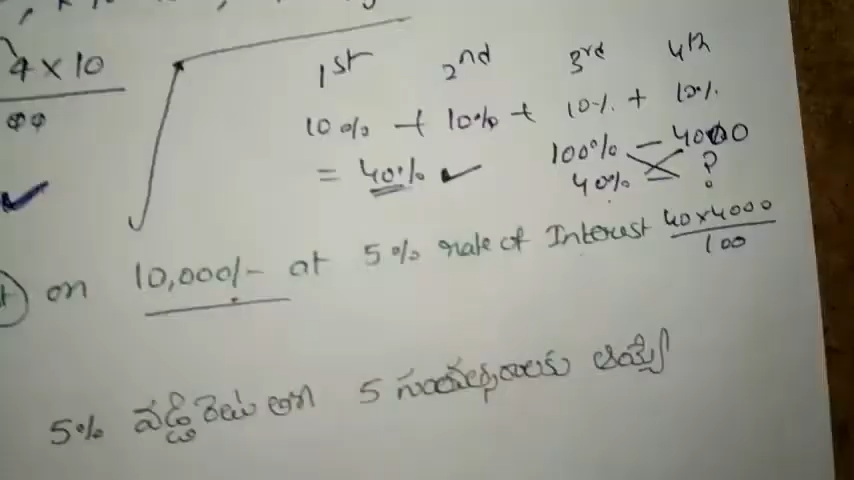 4 × 10
1st 2nd 3rd 4th
10% + 10% + 10% + 10%
= 40% ✓
100% — 4000
40% — ?
40×4000
100
on 10,000/- at 5% rate of Interest
5% వడ్డీ రేటు 5 సంవత్సరాలకు